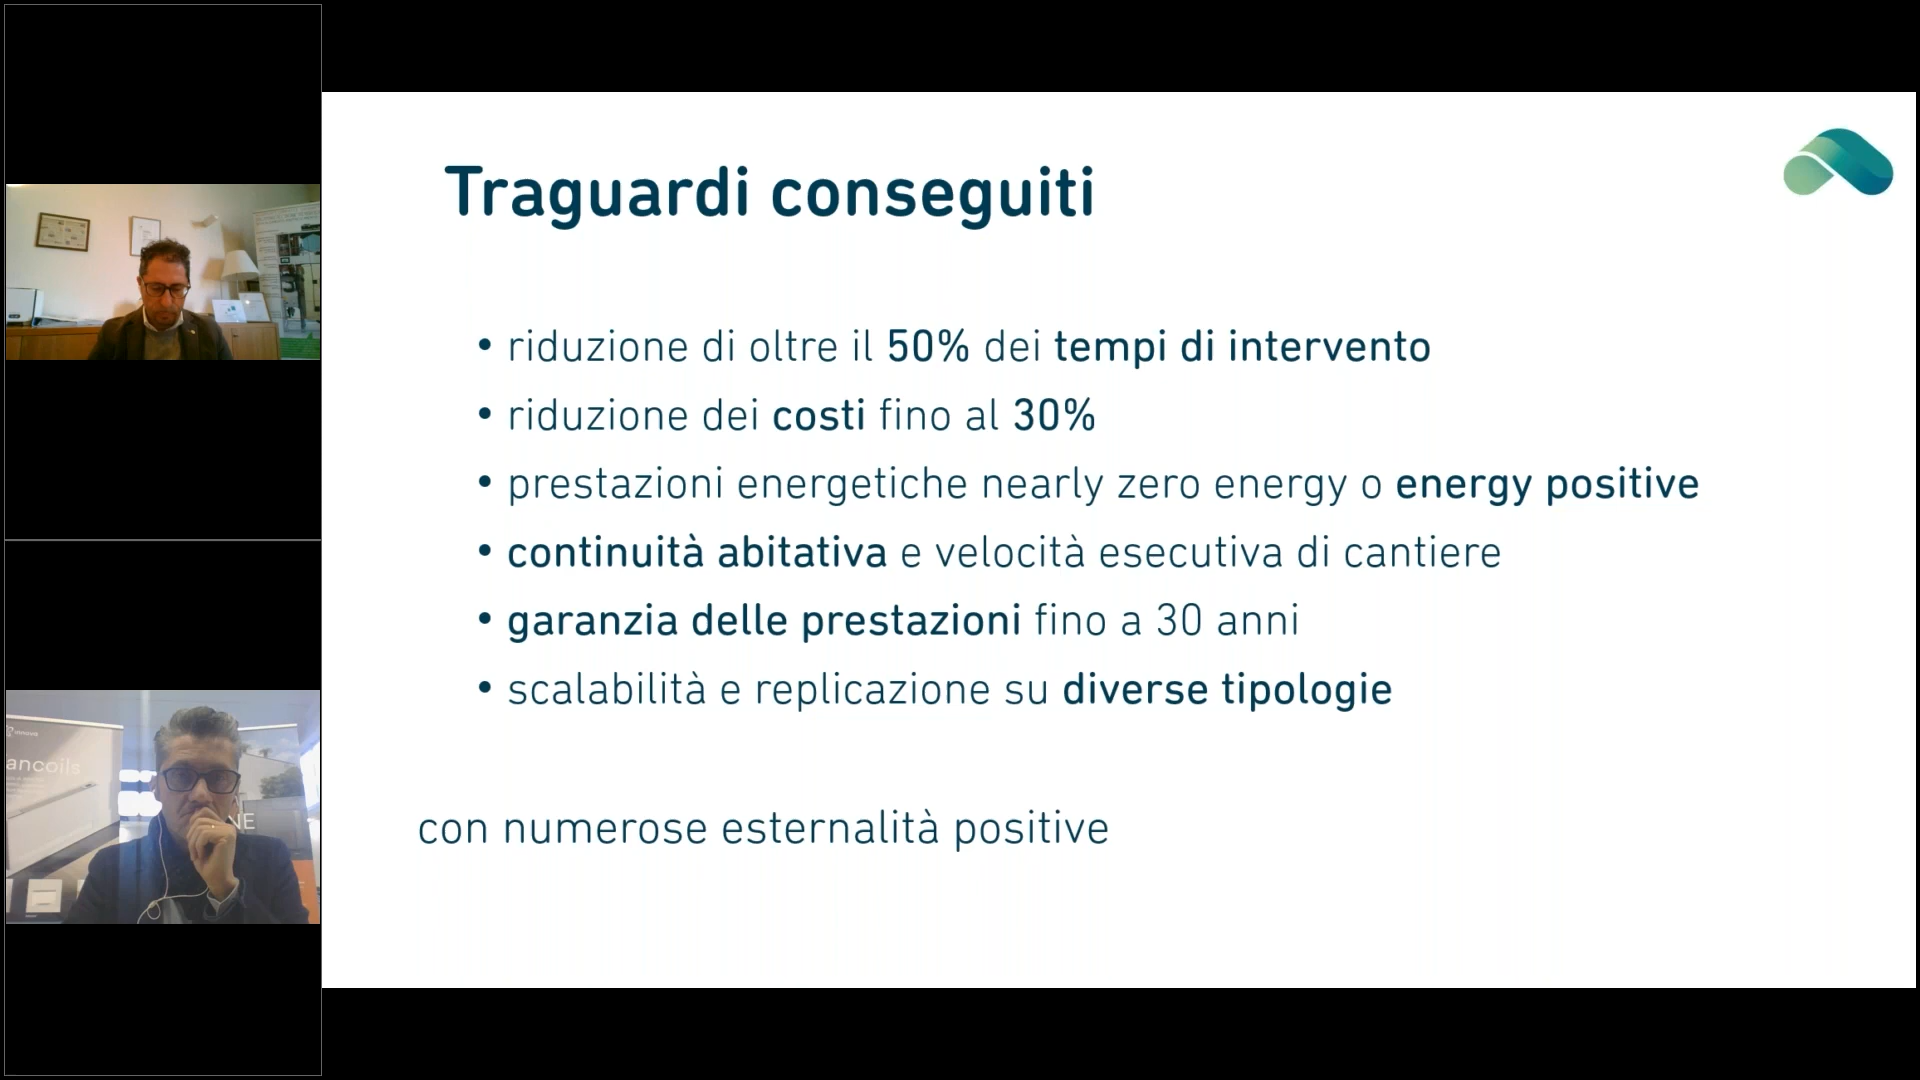 Traguardi conseguiti
• riduzione di oltre il 50% dei tempi di intervento
• riduzione dei costi fino al 30%
• prestazioni energetiche nearly zero energy o energy positive
• continuità abitativa e velocità esecutiva di cantiere
• garanzia delle prestazioni fino a 30 anni
• scalabilità e replicazione su diverse tipologie
con numerose esternalità positive
ancoils
NE